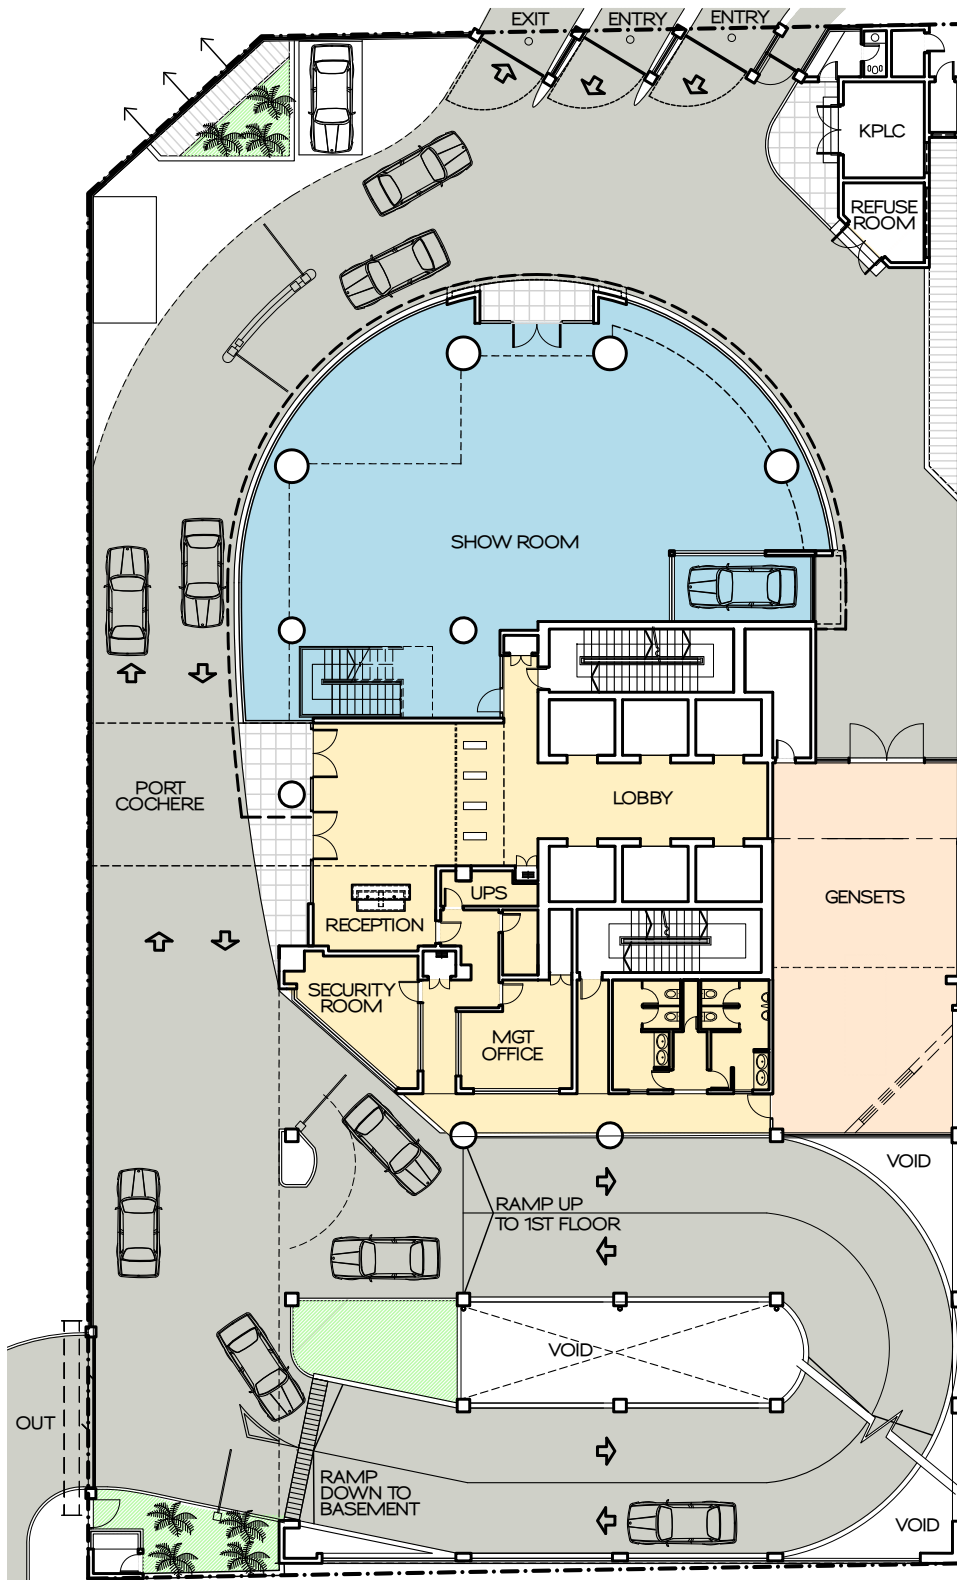 EXIT
ENTRY
ENTRY
KPLC
REFUSE
ROOM
SHOW ROOM
PORT
COCHERE
LOBBY
UPS
GENSETS
RECEPTION
SECURITY
ROOM
MGT
OFFICE
VOID
RAMP UP
TO 1ST FLOOR
VOID
OUT
RAMP
DOWN TO
BASEMENT
VOID